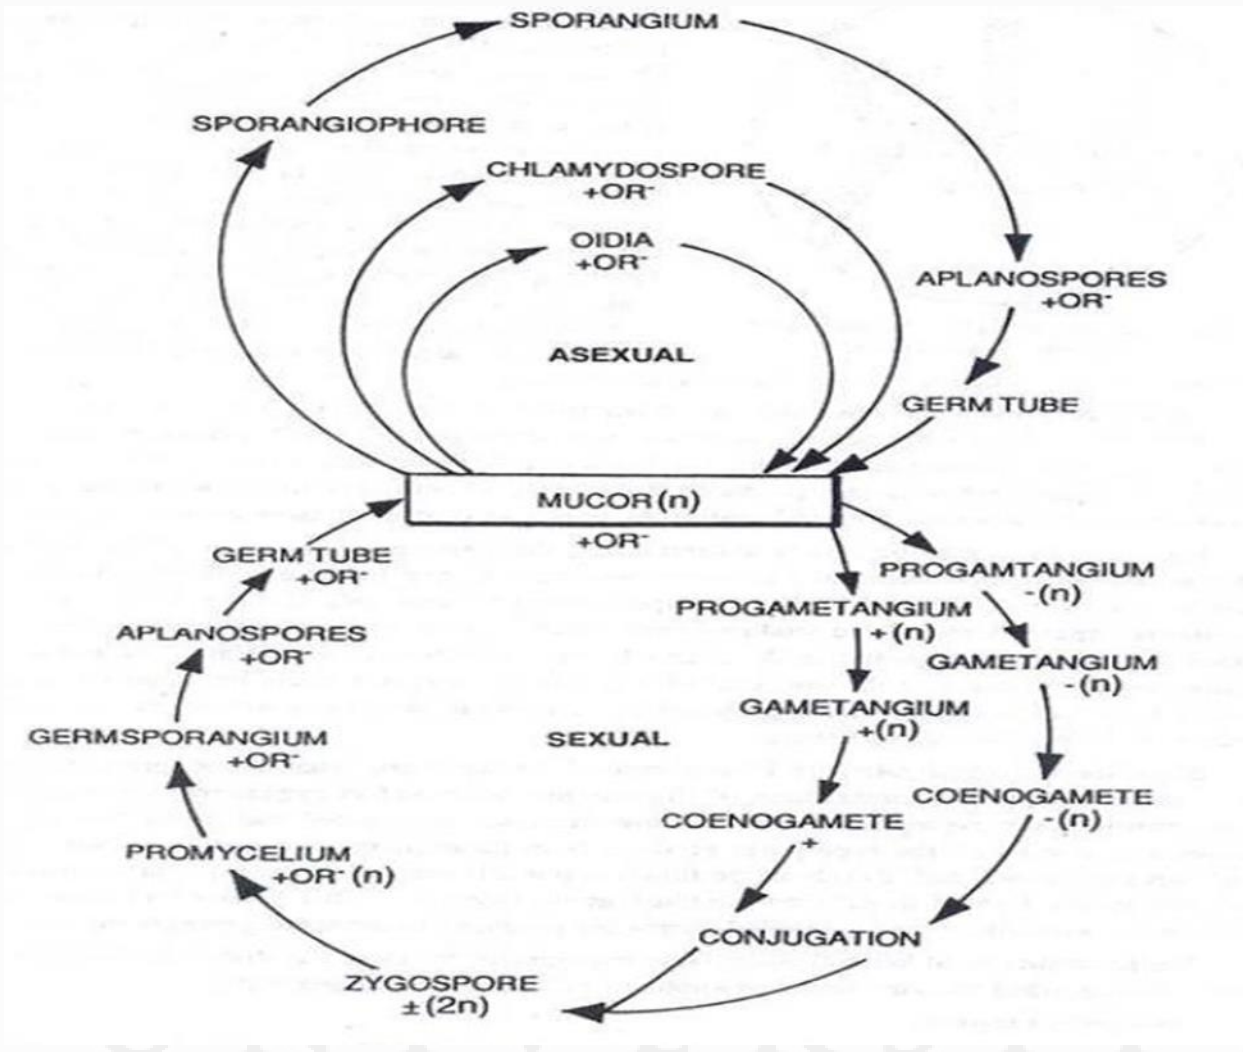 SPORANGIUM
SPORANGIOPHORE
CHLAMYDOSPORE
+OR-
OIDIA
+OR-
APLANOSPORES
+OR-
ASEXUAL
GERM TUBE
MUCOR (n)
+OR-
GERM TUBE
+OR-
PROGAMTANGIUM
-(n)
PROGAMETANGIUM
+(n)
APLANOSPORES
+OR-
GAMETANGIUM
-(n)
GAMETANGIUM
+(n)
GERMSPORANGIUM
+OR-
SEXUAL
COENOGAMETE
-(n)
COENOGAMETE
+
PROMYCELIUM
+OR- (n)
CONJUGATION
ZYGOSPORE
±(2n)